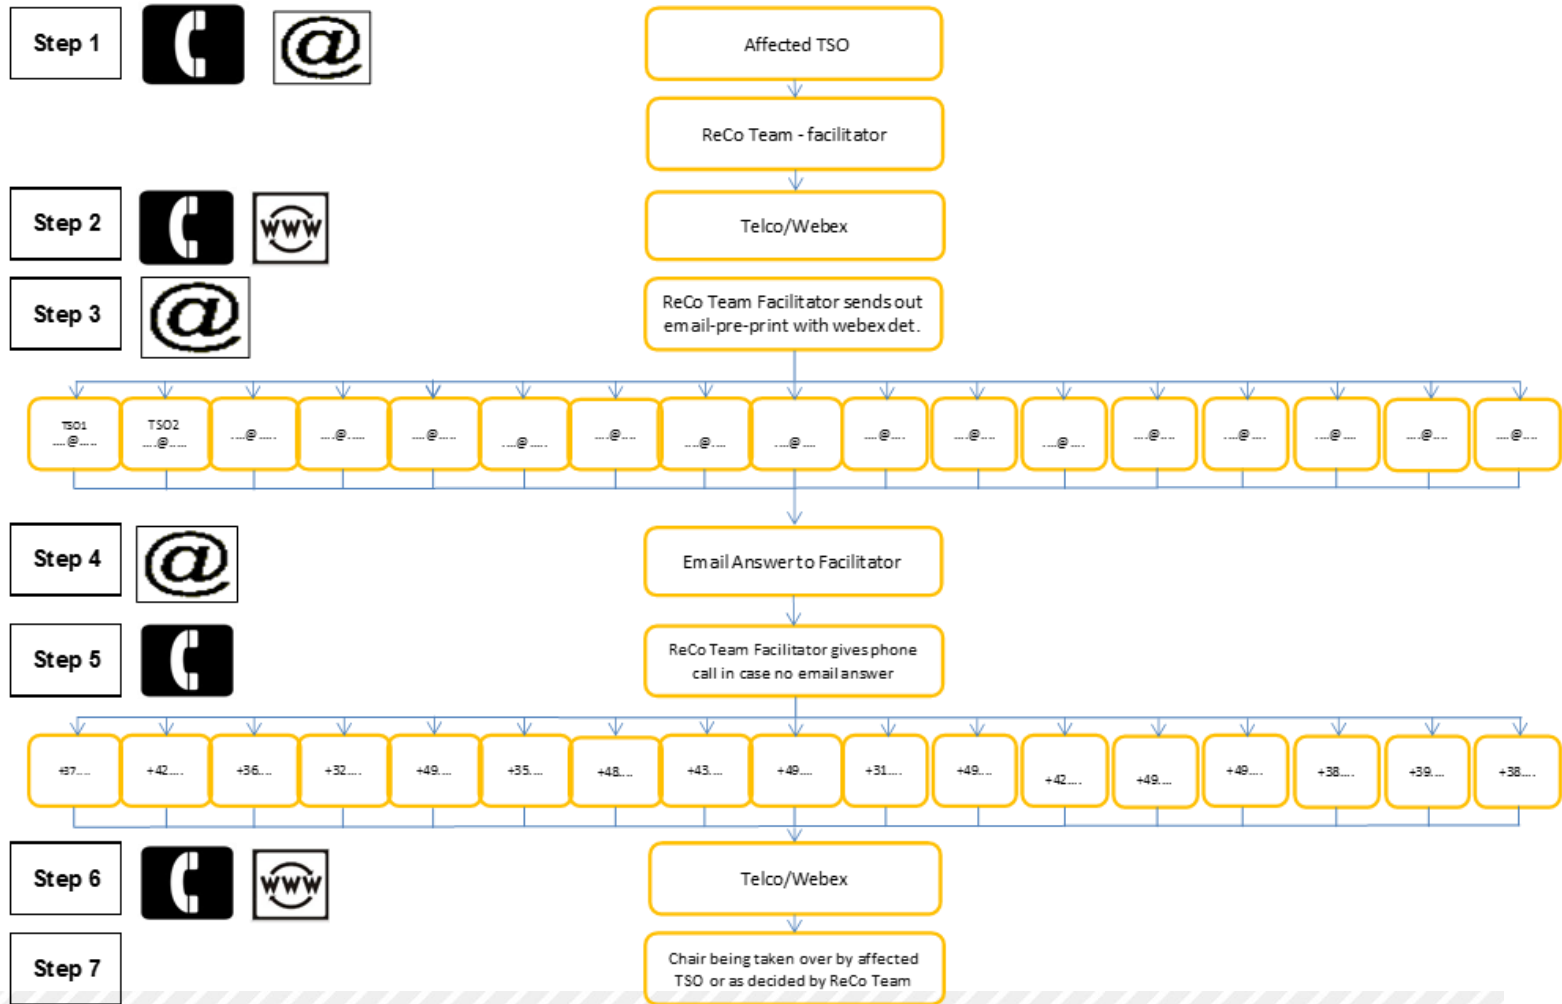 Step 1
@
Affected TSO
ReCo Team - facilitator
Step 2
WWW
Telco/Webex
Step 3
@
ReCo Team Facilitator sends out
email-pre-print with webex det.
TSO1
....@.....
TSO2
....@.....
....@.....
....@.....
....@.....
....@.....
....@....
....@....
....@....
....@....
....@....
....@....
....@....
....@....
....@....
....@....
....@....
Step 4
@
Email Answer to Facilitator
Step 5
ReCo Team Facilitator gives phone
call in case no email answer
+37.....
+42....
+36.....
+32....
+49....
+35....
+48....
+43....
+49....
+31....
+49....
+42....
+49....
+49....
+38....
+39....
+38....
Step 6
WWW
Telco/Webex
Step 7
Chair being taken over by affected
TSO or as decided by ReCo Team